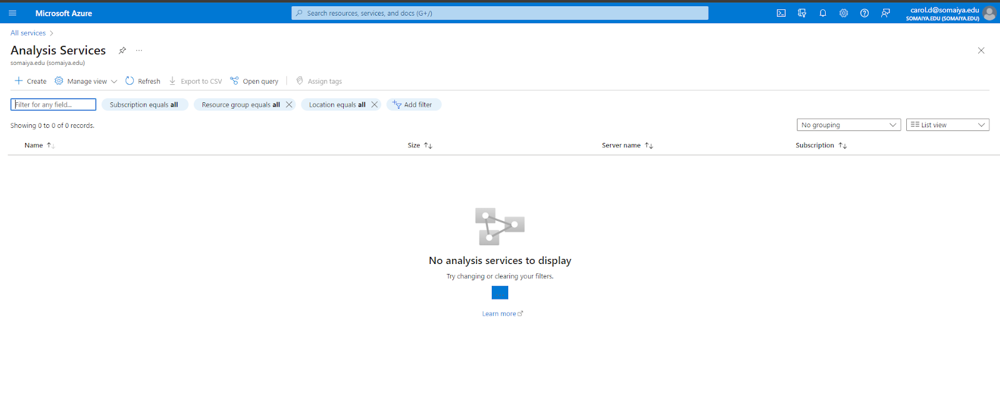 Microsoft Azure
Search resources, services, and docs (G+/)
carol.d@somaiya.edu
SOMAIYA.EDU (SOMAIYA.EDU)
All services
Analysis Services
...
somaiya.edu (somaiya.edu)
Create Manage view Refresh Export to CSV Open query Assign tags
Filter for any field... Subscription equals all Resource group equals all Location equals all Add filter
Showing 0 to 0 of 0 records.
No grouping List view
Name Size Server name Subscription
No analysis services to display
Try changing or clearing your filters.
Learn more